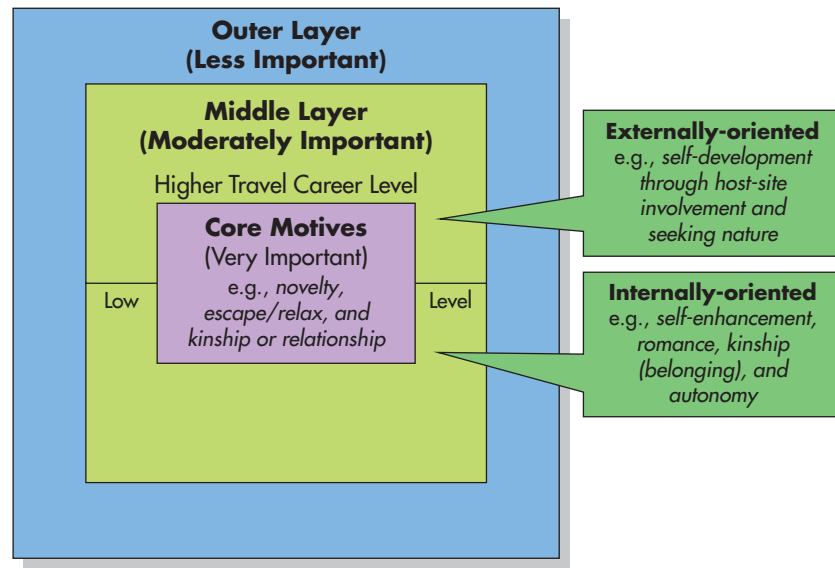 Outer Layer
(Less Important)
Middle Layer
(Moderately Important)
Higher Travel Career Level
Core Motives
(Very Important)
e.g., novelty,
escape/relax, and
kinship or relationship
Low
Level
Externally-oriented
e.g., self-development
through host-site
involvement and
seeking nature
Internally-oriented
e.g., self-enhancement,
romance, kinship
(belonging), and
autonomy